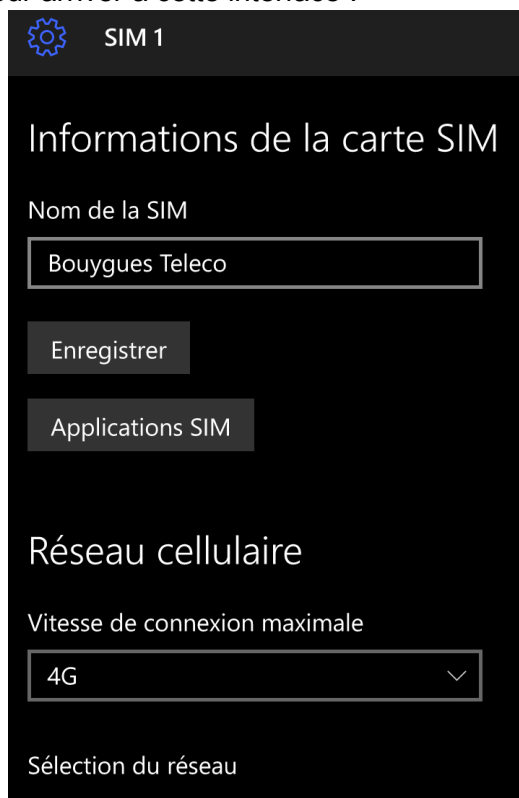 SIM 1
Informations de la carte SIM
Nom de la SIM
Bouygues Teleco
Enregistrer
Applications SIM
Réseau cellulaire
Vitesse de connexion maximale
4G
Sélection du réseau